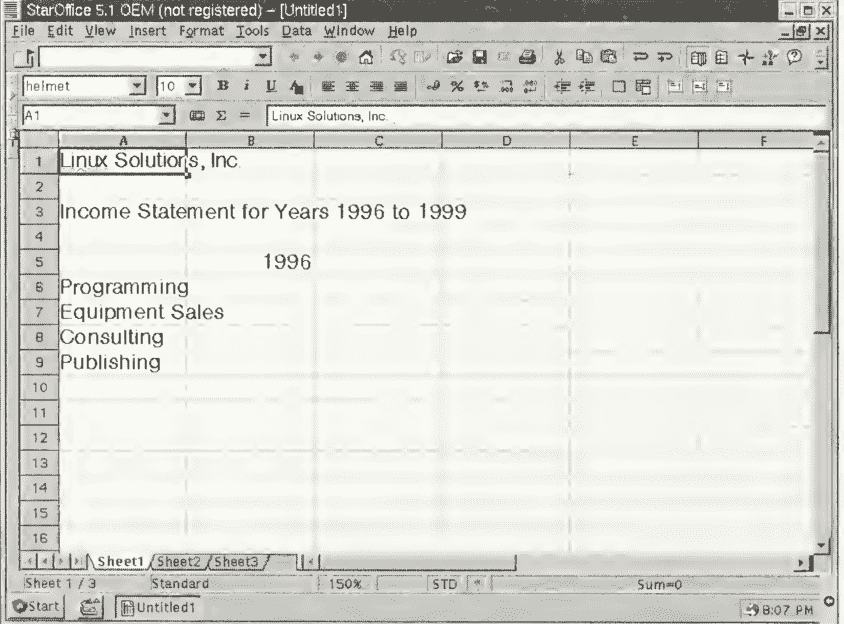 StarOffice 5.1 OEM (not registered) - [Untitled1]
File Edit View Insert Format Tools Data Window Help
helmet 10 B i U A
A1 Σ = Linux Solutions, Inc.
A B C D E F
1 Linux Solutions, Inc.
2
3 Income Statement for Years 1996 to 1999
4
5 1996
6 Programming
7 Equipment Sales
8 Consulting
9 Publishing
10
11
12
13
14
15
16
Sheet1 Sheet2 Sheet3
Sheet 1 / 3 Standard 150% STD * Sum=0
Start Untitled1 8:07 PM